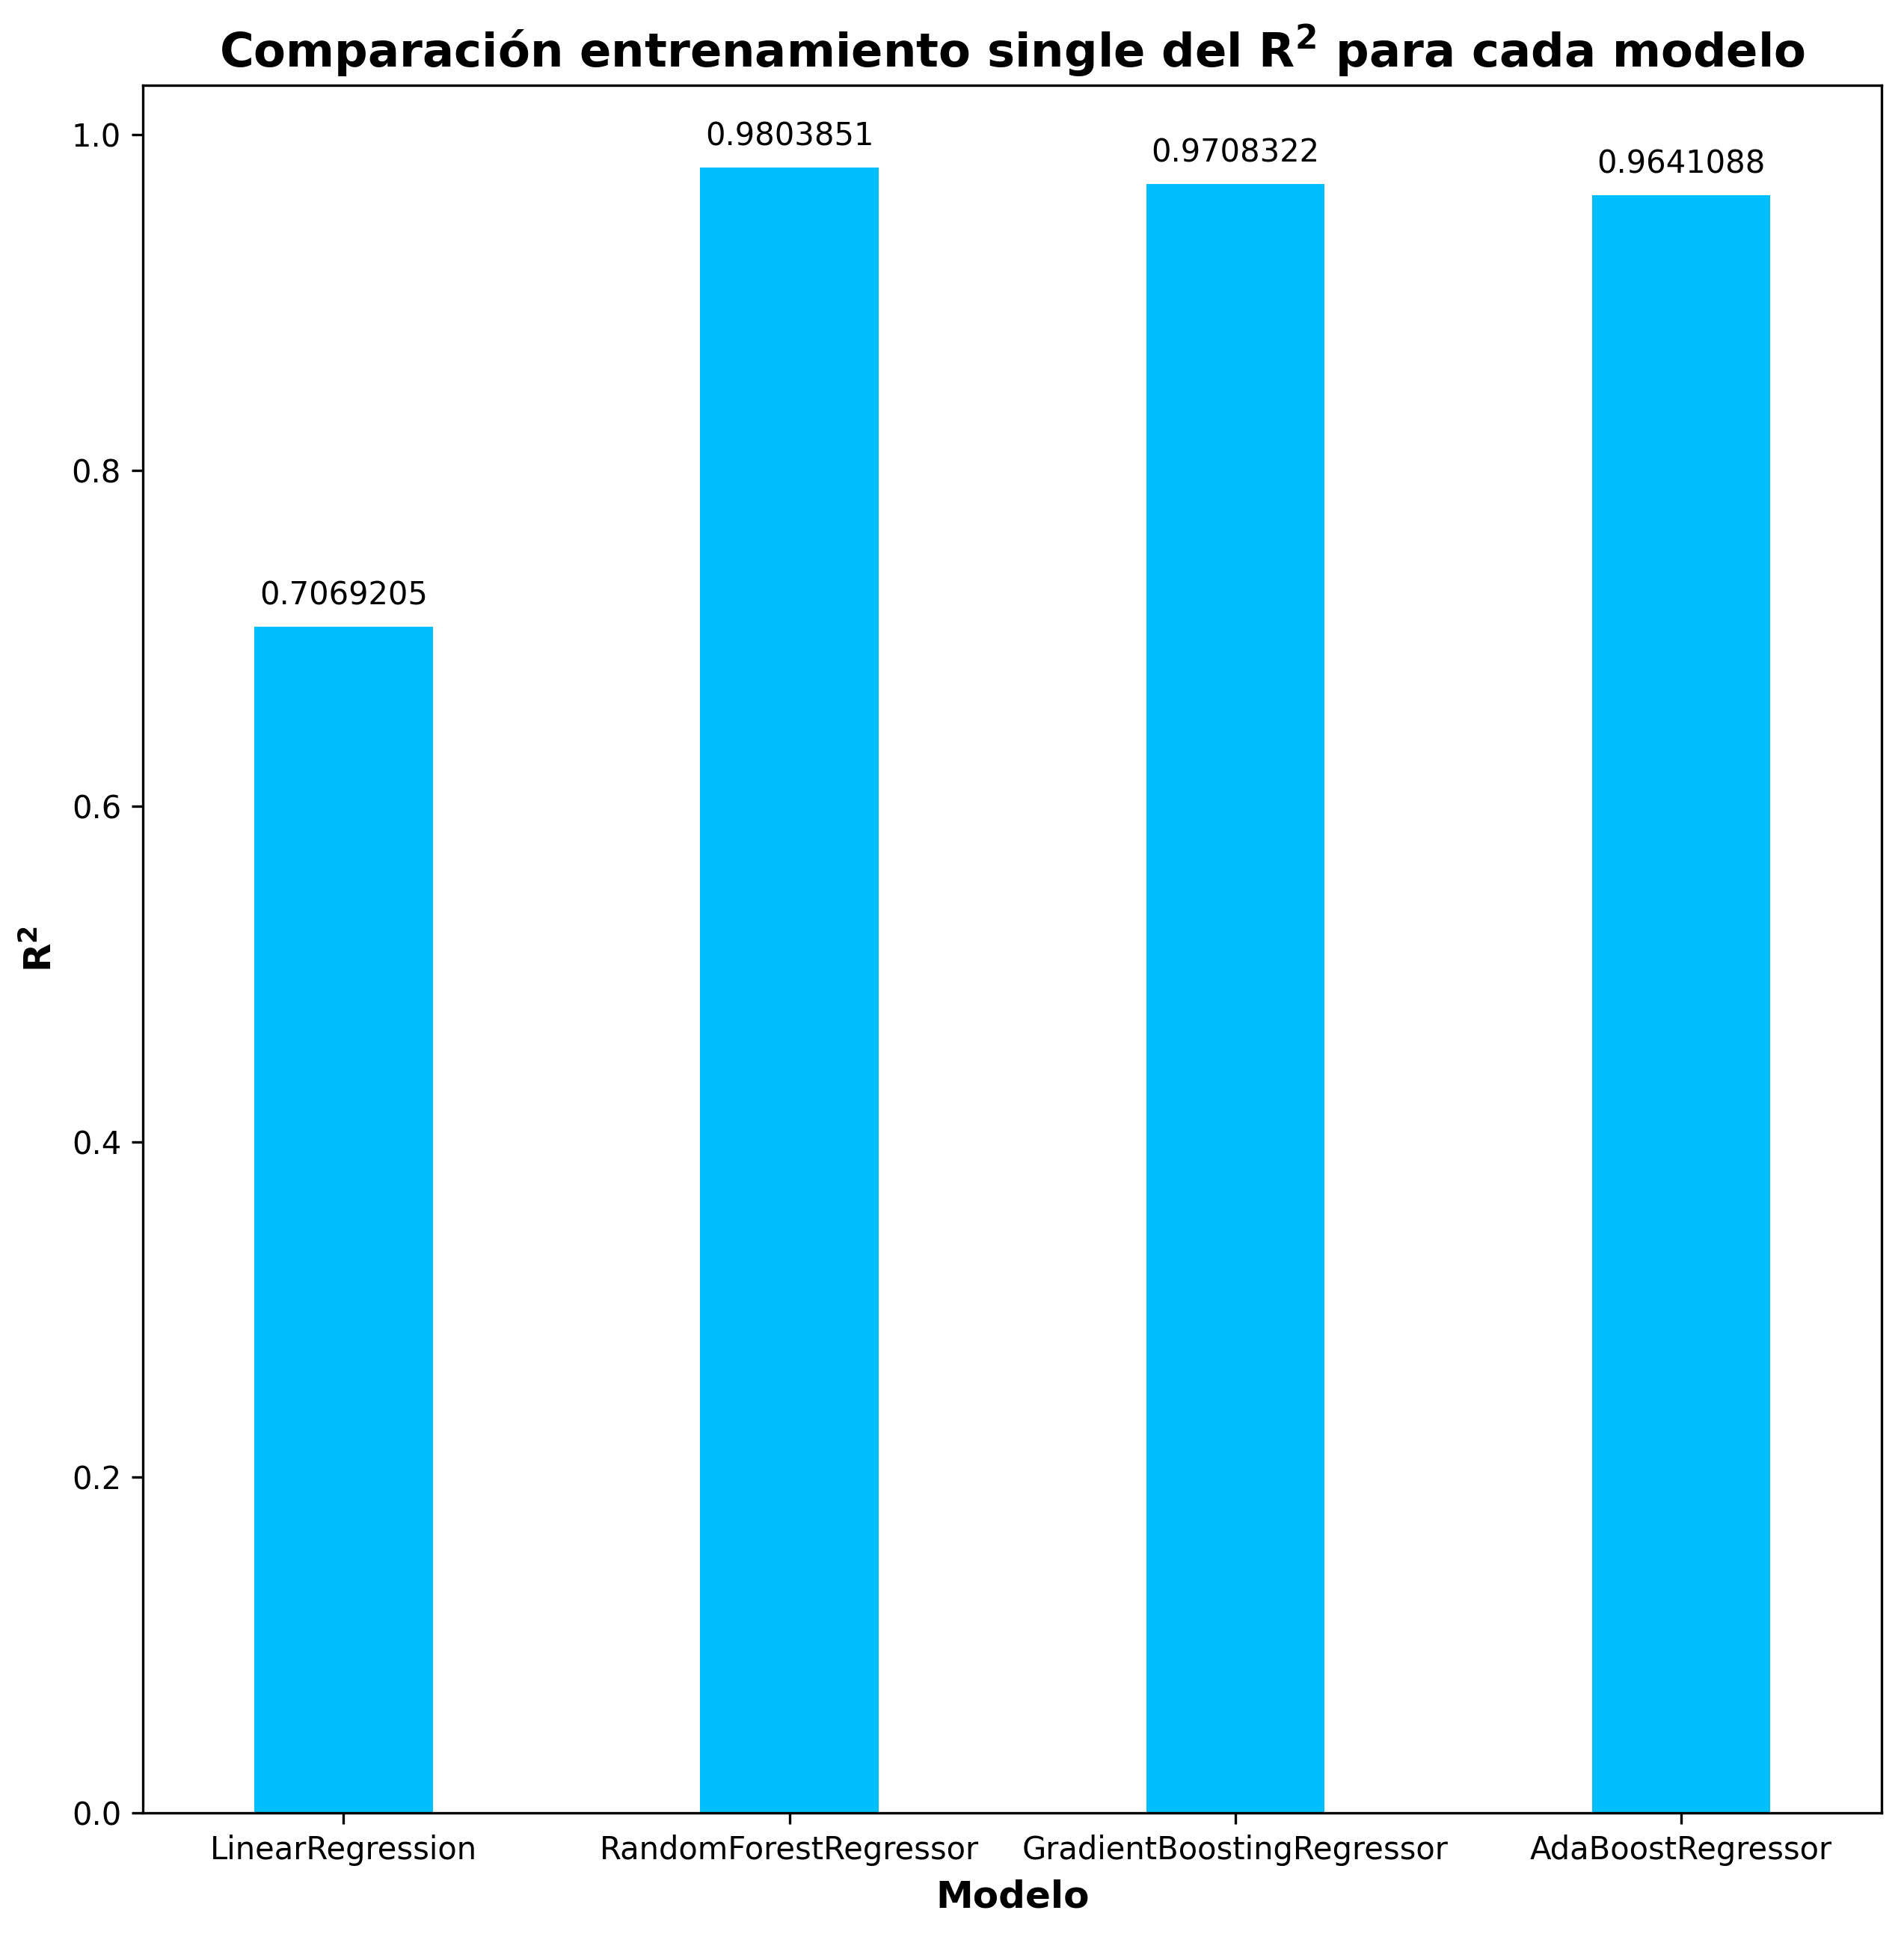 Comparación entrenamiento single del R² para cada modelo
1.0
0.8
0.6
0.4
0.2
0.0
R²
0.7069205
0.9803851
0.9708322
0.9641088
LinearRegression
RandomForestRegressor
GradientBoostingRegressor
AdaBoostRegressor
Modelo